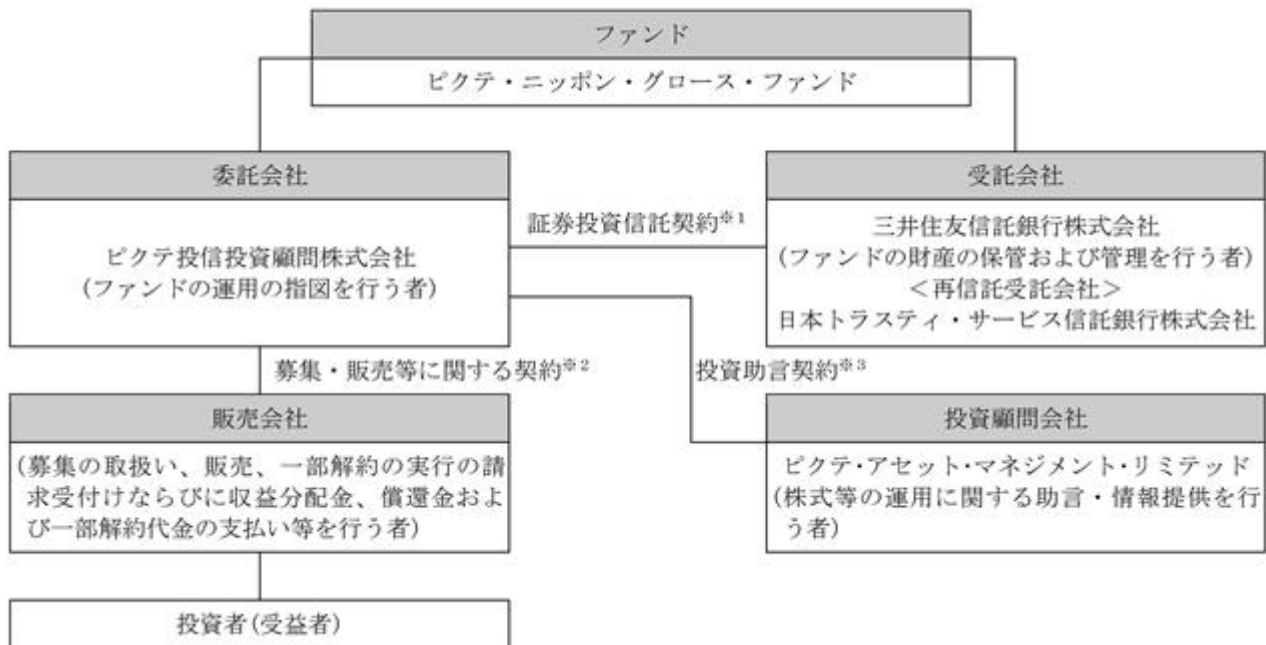 ファンド
ピクテ・ニッポン・グロース・ファンド
委託会社
ピクテ投信投資顧問株式会社
(ファンドの運用の指図を行う者)
証券投資信託契約※1
受託会社
三井住友信託銀行株式会社
(ファンドの財産の保管および管理を行う者)
<再信託受託会社>
日本トラスティ・サービス信託銀行株式会社
募集・販売等に関する契約※2
投資助言契約※3
販売会社
(募集の取扱い、販売、一部解約の実行の請
求受付けならびに収益分配金、償還金およ
び一部解約代金の支払い等を行う者)
投資顧問会社
ピクテ・アセット・マネジメント・リミテッド
(株式等の運用に関する助言・情報提供を行
う者)
投資者(受益者)